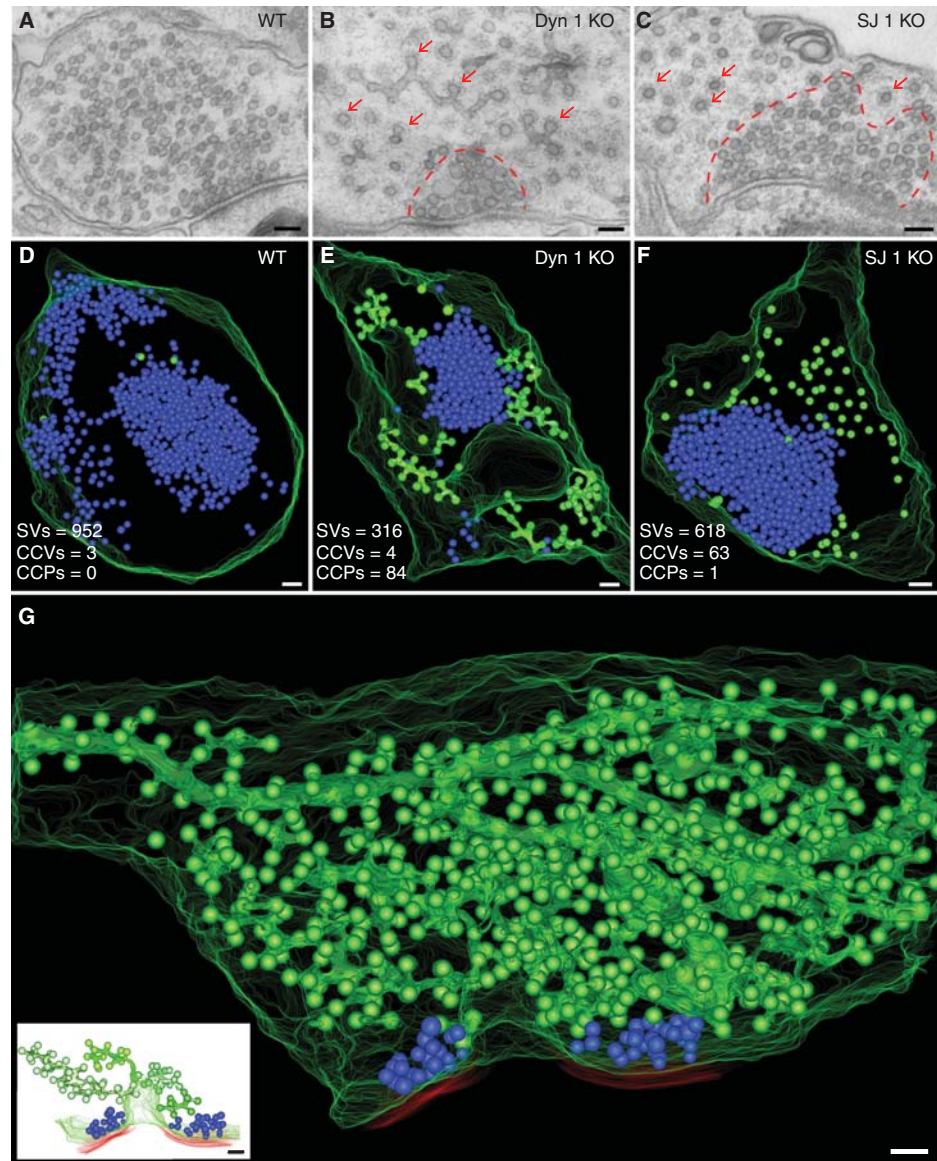 A WT
B Dyn 1 KO
C SJ 1 KO
D WT
SVs = 952
CCVs = 3
CCPs = 0
E Dyn 1 KO
SVs = 316
CCVs = 4
CCPs = 84
F SJ 1 KO
SVs = 618
CCVs = 63
CCPs = 1
G